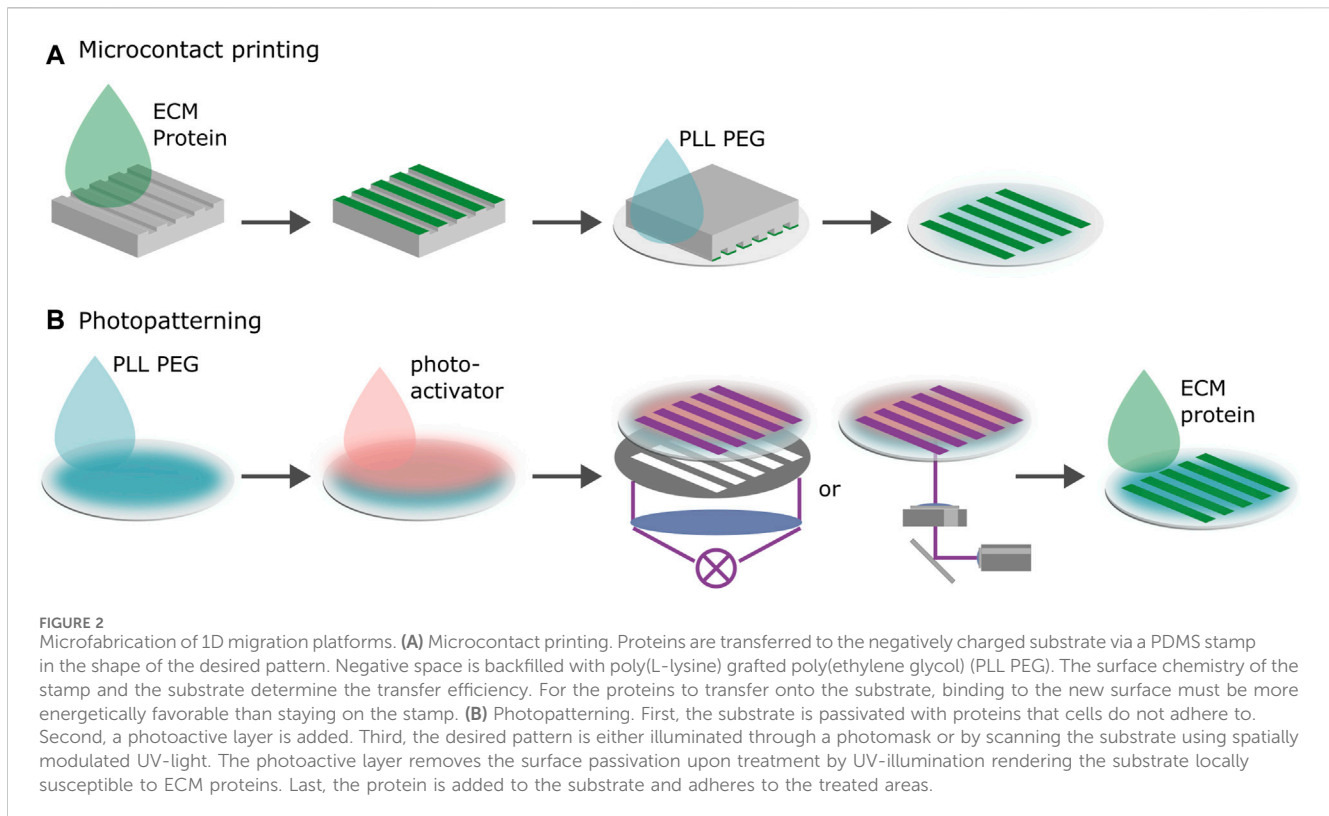 A Microcontact printing
ECM
Protein
PLL PEG
B Photopatterning
PLL PEG
photo-
activator
or
ECM
protein
FIGURE 2
Microfabrication of 1D migration platforms. (A) Microcontact printing. Proteins are transferred to the negatively charged substrate via a PDMS stamp
in the shape of the desired pattern. Negative space is backfilled with poly(L-lysine) grafted poly(ethylene glycol) (PLL PEG). The surface chemistry of the
stamp and the substrate determine the transfer efficiency. For the proteins to transfer onto the substrate, binding to the new surface must be more
energetically favorable than staying on the stamp. (B) Photopatterning. First, the substrate is passivated with proteins that cells do not adhere to.
Second, a photoactive layer is added. Third, the desired pattern is either illuminated through a photomask or by scanning the substrate using spatially
modulated UV-light. The photoactive layer removes the surface passivation upon treatment by UV-illumination rendering the substrate locally
susceptible to ECM proteins. Last, the protein is added to the substrate and adheres to the treated areas.